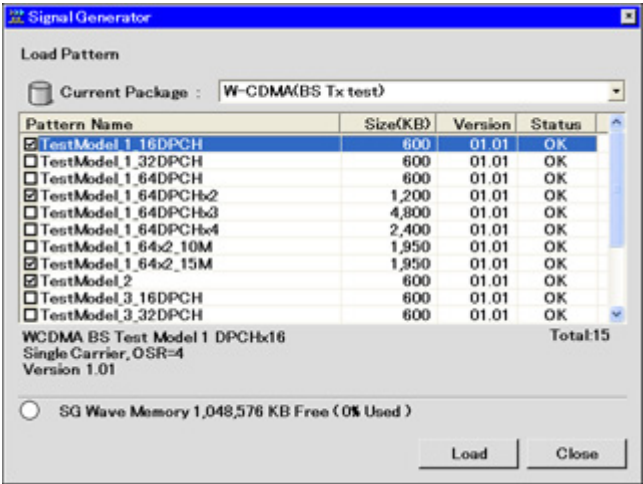 Signal Generator
Load Pattern
Current Package : W-CDMA(BS Tx test)
Pattern Name Size(KB) Version Status
TestModel_1_16DPCH 600 01.01 OK
TestModel_1_32DPCH 600 01.01 OK
TestModel_1_64DPCH 600 01.01 OK
TestModel_1_64DPCHx2 1,200 01.01 OK
TestModel_1_64DPCHx3 4,800 01.01 OK
TestModel_1_64DPCHx4 2,400 01.01 OK
TestModel_1_64x2_10M 1,950 01.01 OK
TestModel_1_64x2_15M 1,950 01.01 OK
TestModel_2 600 01.01 OK
TestModel_3_16DPCH 600 01.01 OK
TestModel_3_32DPCH 600 01.01 OK
WCDMA BS Test Model 1 DPCHx16 Total:15
Single Carrier, OSR=4
Version 1.01
SG Wave Memory 1,048,576 KB Free ( 0% Used )
Load Close